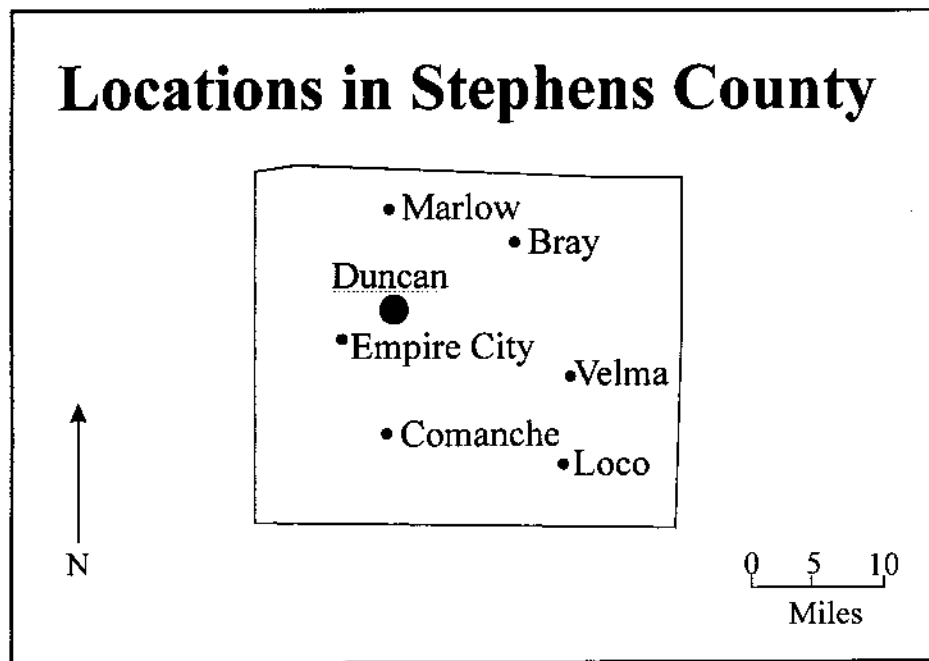 Locations in Stephens County
Marlow
Bray
Duncan
Empire City
Velma
Comanche
Loco
N
0 5 10
Miles